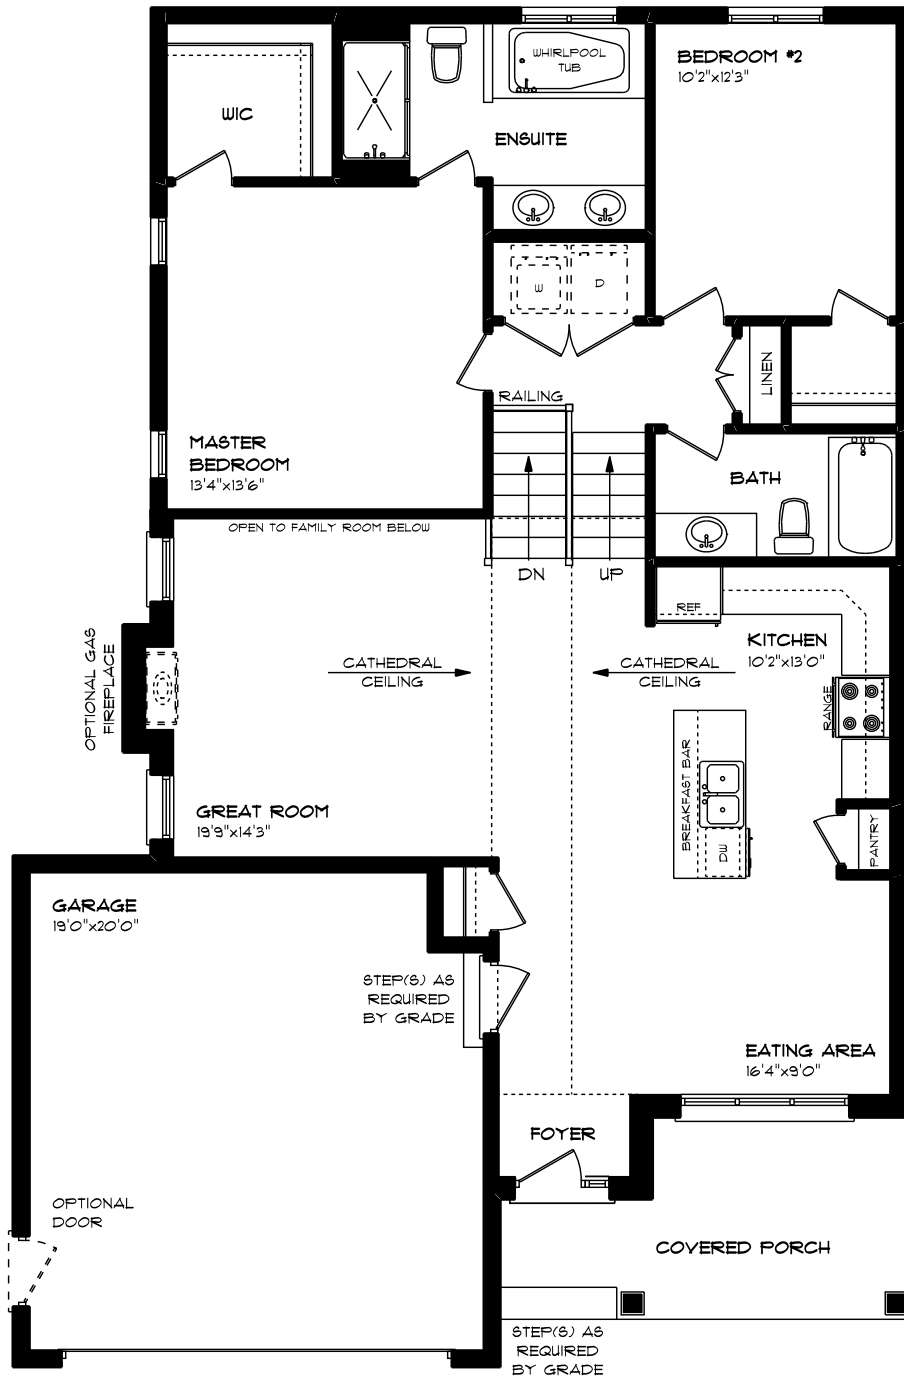 WHIRLPOOL
TUB
BEDROOM #2
10'2"x12'3"
WIC
ENSUITE
W
D
LINEN
RAILING
MASTER
BEDROOM
13'4"x13'6"
BATH
OPEN TO FAMILY ROOM BELOW
DN
UP
REF
KITCHEN
10'2"x13'0"
OPTIONAL GAS
FIREPLACE
CATHEDRAL
CEILING
CATHEDRAL
CEILING
RANGE
BREAKFAST BAR
DW
PANTRY
GREAT ROOM
19'9"x14'3"
GARAGE
19'0"x20'0"
STEP(S) AS
REQUIRED
BY GRADE
EATING AREA
16'4"x9'0"
FOYER
OPTIONAL
DOOR
COVERED PORCH
STEP(S) AS
REQUIRED
BY GRADE